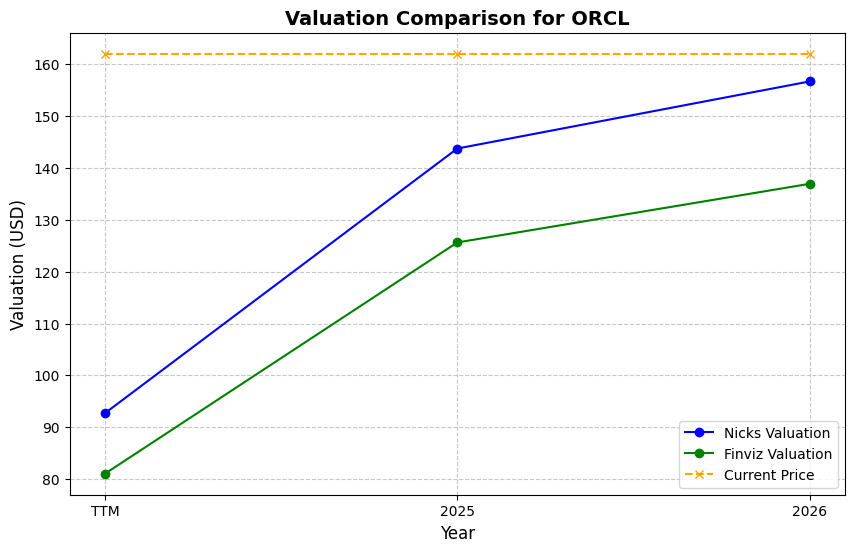 Valuation Comparison for ORCL
Valuation (USD)
160
150
140
130
120
110
100
90
80
TTM
2025
2026
Year
Nicks Valuation
Finviz Valuation
Current Price